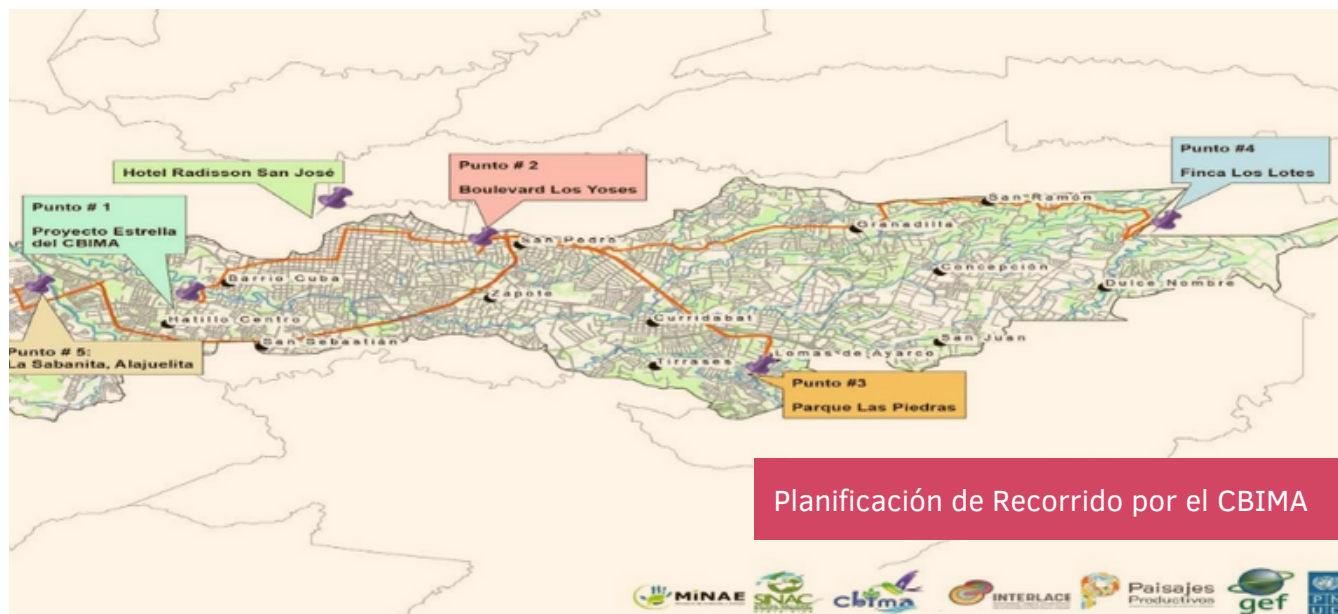 Hotel Radisson San José
Punto # 1
Proyecto Estrella
del CBIMA
Punto # 2
Boulevard Los Yoses
Punto #4
Finca Los Lotes
San Ramón
Granadilla
San Pedro
Concepción
Barrio Cuba
Dulce Nombre
Zapote
Hatillo Centro
Curridabat
San Sebastián
San Juan
Lomas de Ayarco
Tirrases
Punto # 5:
La Sabanita, Alajuelita
Punto #3
Parque Las Piedras
Planificación de Recorrido por el CBIMA
MINAE
SINAC
cbima
INTERLACE
Paisajes
Productivos
gef